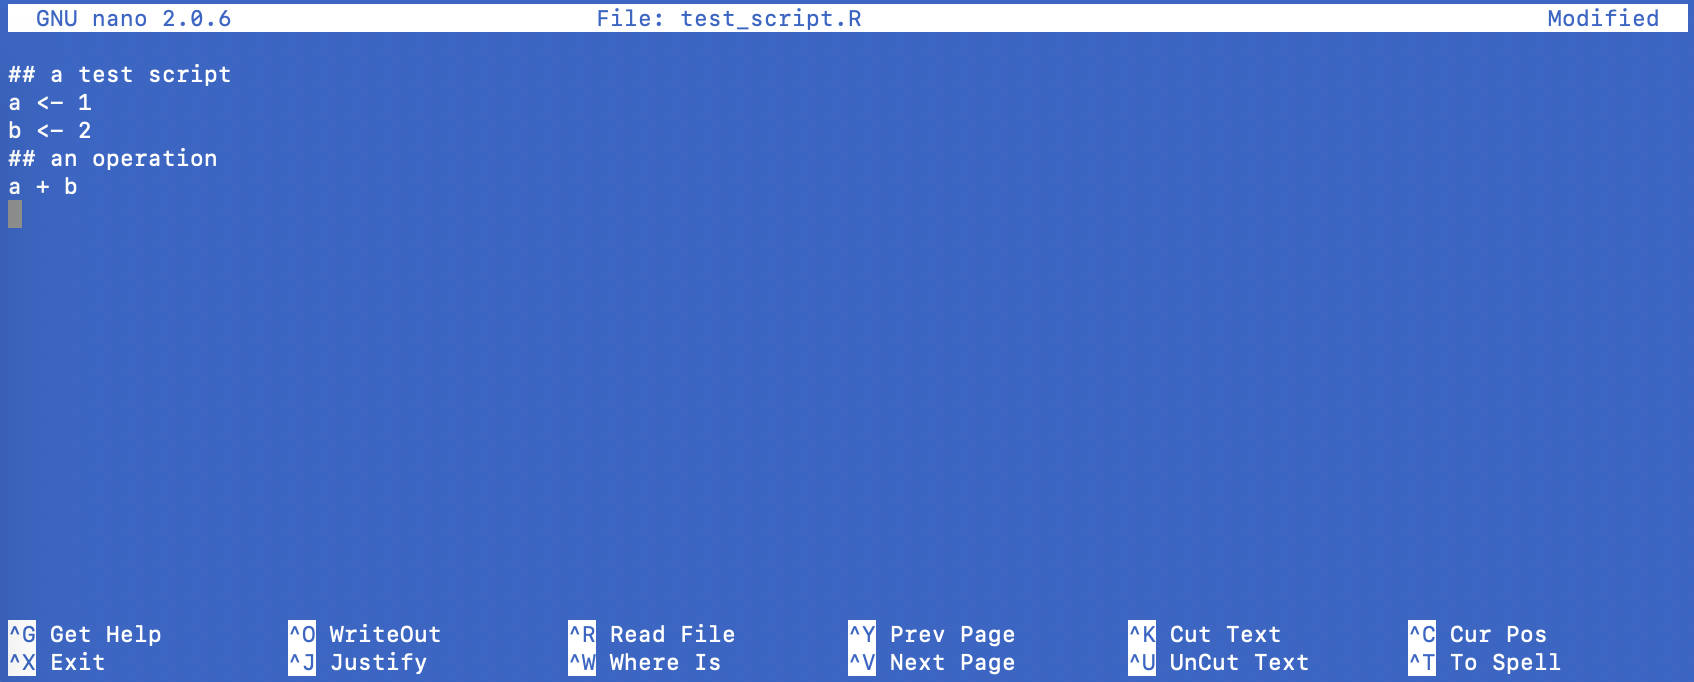 GNU nano 2.0.6 File: test_script.R Modified
## a test script
a <- 1
b <- 2
## an operation
a + b
^G Get Help ^O WriteOut ^R Read File ^Y Prev Page ^K Cut Text ^C Cur Pos
^X Exit ^J Justify ^W Where Is ^V Next Page ^U UnCut Text ^T To Spell